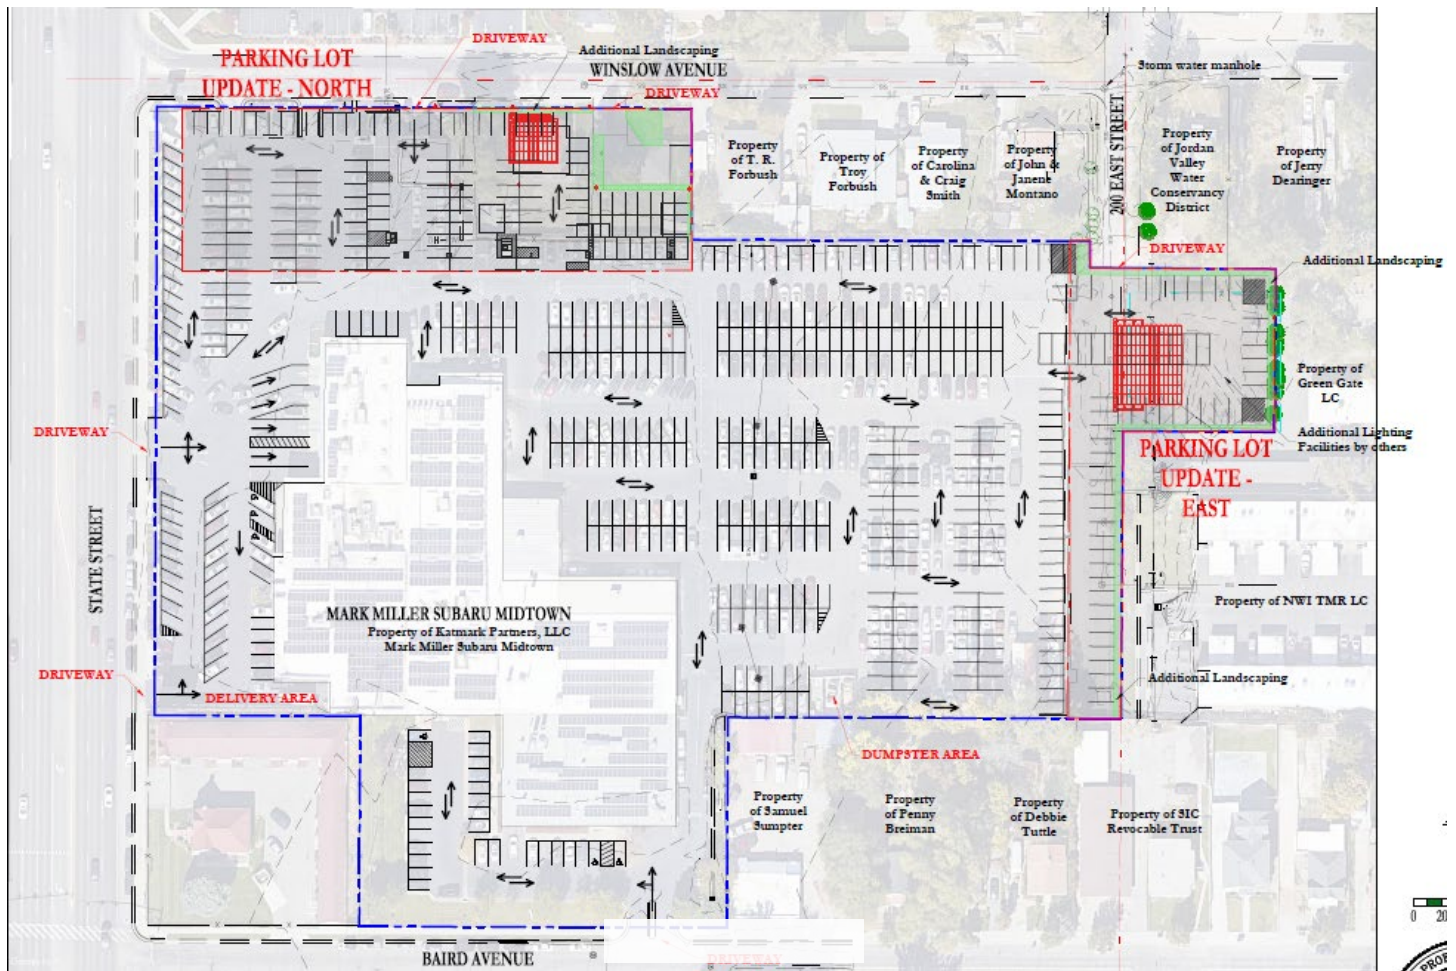 DRIVEWAY
PARKING LOT
UPDATE - NORTH
Additional Landscaping
WINSLOW AVENUE
DRIVEWAY
Storm water manhole
200 EAST STREET
Property
of T. R.
Forbush
Property of
Troy
Forbush
Property
of Carolina
& Craig
Smith
Property
of John &
Janene
Montano
Property
of Jordan
Valley
Water
Conservancy
District
Property
of Jerry
Dearinger
DRIVEWAY
Additional Landscaping
Property of
Green Gate
LC
Additional Lighting
Facilities by others
PARKING LOT
UPDATE -
EAST
DRIVEWAY
STATE STREET
MARK MILLER SUBARU MIDTOWN
Property of Katmark Partners, LLC
Mark Miller Subaru Midtown
Property of NWI TMR LC
DRIVEWAY
DELIVERY AREA
Additional Landscaping
DUMPSTER AREA
Property
of Samuel
Sumpter
Property
of Penny
Breiman
Property
of Debbie
Tuttle
Property of SIC
Revocable Trust
BAIRD AVENUE
DRIVEWAY
0 20